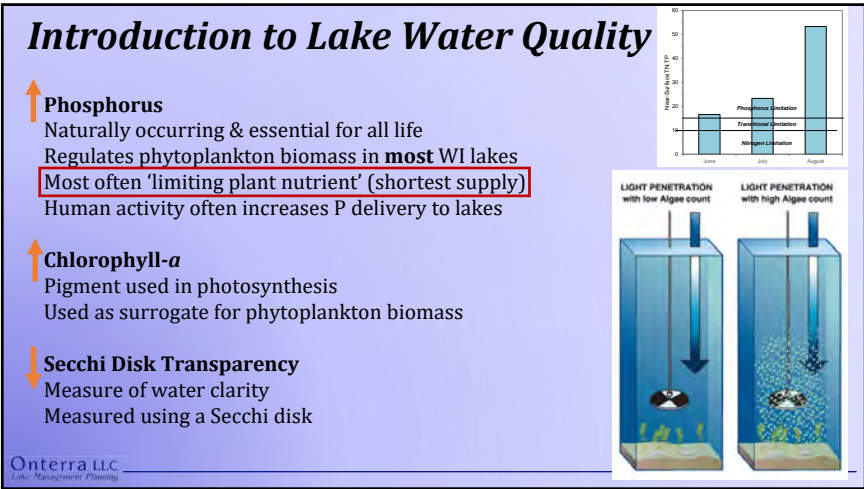 Introduction to Lake Water Quality
Phosphorus
Naturally occurring & essential for all life
Regulates phytoplankton biomass in most WI lakes
Most often ‘limiting plant nutrient’ (shortest supply)
Human activity often increases P delivery to lakes
Chlorophyll-a
Pigment used in photosynthesis
Used as surrogate for phytoplankton biomass
Secchi Disk Transparency
Measure of water clarity
Measured using a Secchi disk
Near-Surface TN:TP
60
50
40
30
20
10
0
Phosphorus Limitation
Transitional Limitation
Nitrogen Limitation
June July August
LIGHT PENETRATION
with low Algae count
LIGHT PENETRATION
with high Algae count
Onterra LLC
Lake Management Planning